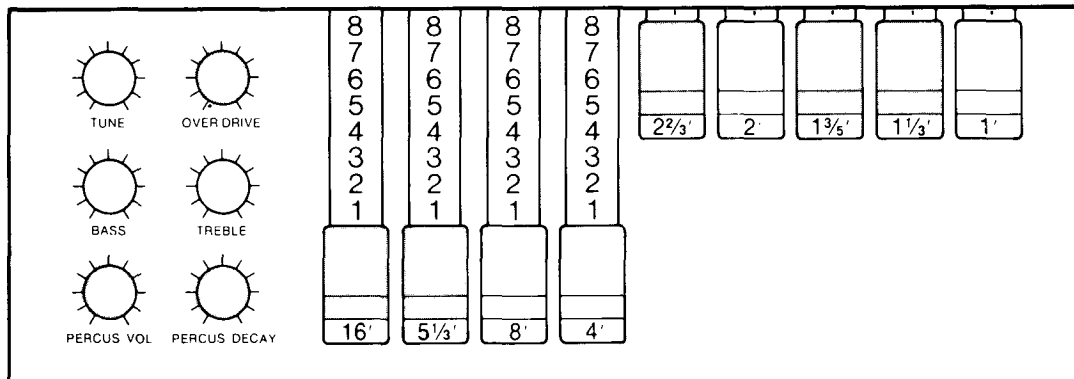 TUNE OVER DRIVE
BASS TREBLE
PERCUS VOL PERCUS DECAY
8 8 8 8
7 7 7 7
6 6 6 6
5 5 5 5
4 4 4 4
3 3 3 3
2 2 2 2
1 1 1 1
16′ 5⅓′ 8′ 4′
2⅔′ 2′ 1⅗′ 1⅓′ 1′